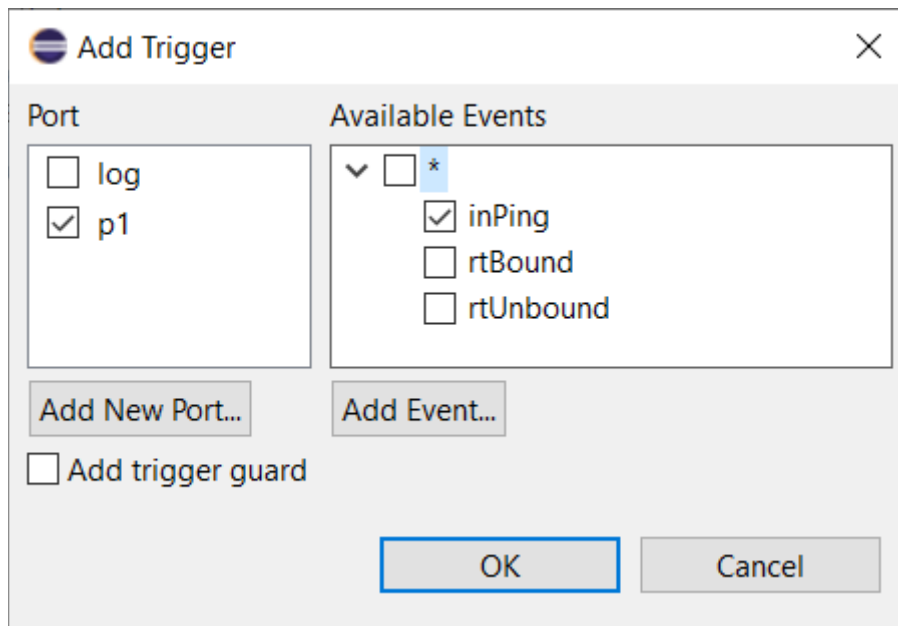 Add Trigger
Port
Available Events
log
p1
*
inPing
rtBound
rtUnbound
Add New Port...
Add Event...
Add trigger guard
OK
Cancel